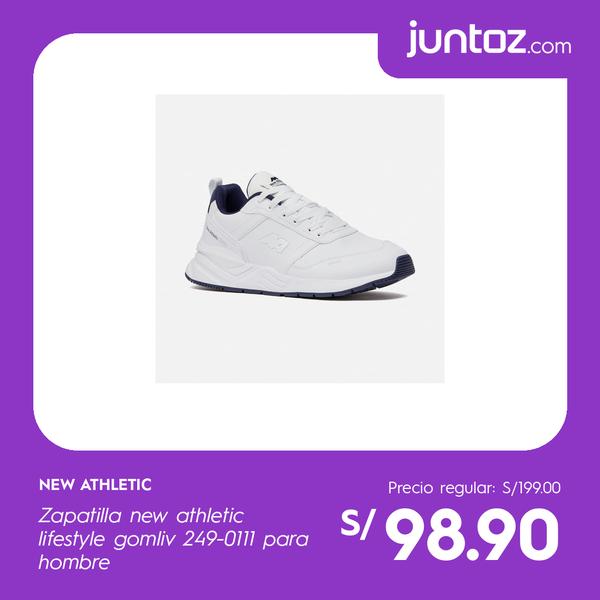 juntoz.com
NEW ATHLETIC
Zapatilla new athletic
lifestyle gomliv 249-0111 para
hombre
Precio regular: S/199.00
S/98.90